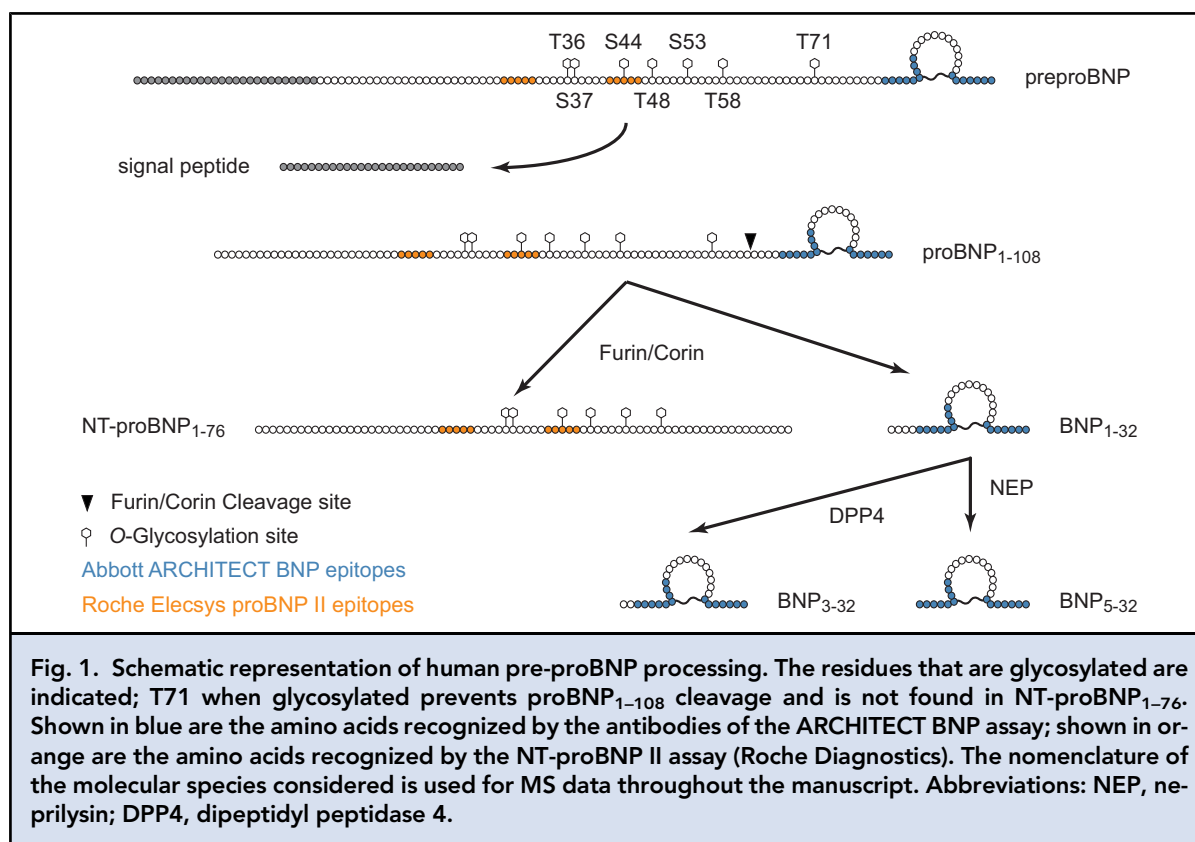 T36 S44 S53 T71
preproBNP
S37 T48 T58
signal peptide
proBNP1-108
Furin/Corin
NT-proBNP1-76
BNP1-32
NEP
DPP4
▼ Furin/Corin Cleavage site
O-Glycosylation site
Abbott ARCHITECT BNP epitopes
Roche Elecsys proBNP II epitopes
BNP3-32
BNP5-32
Fig. 1. Schematic representation of human pre-proBNP processing. The residues that are glycosylated are
indicated; T71 when glycosylated prevents proBNP1–108 cleavage and is not found in NT-proBNP1–76.
Shown in blue are the amino acids recognized by the antibodies of the ARCHITECT BNP assay; shown in or-
ange are the amino acids recognized by the NT-proBNP II assay (Roche Diagnostics). The nomenclature of
the molecular species considered is used for MS data throughout the manuscript. Abbreviations: NEP, ne-
prilysin; DPP4, dipeptidyl peptidase 4.